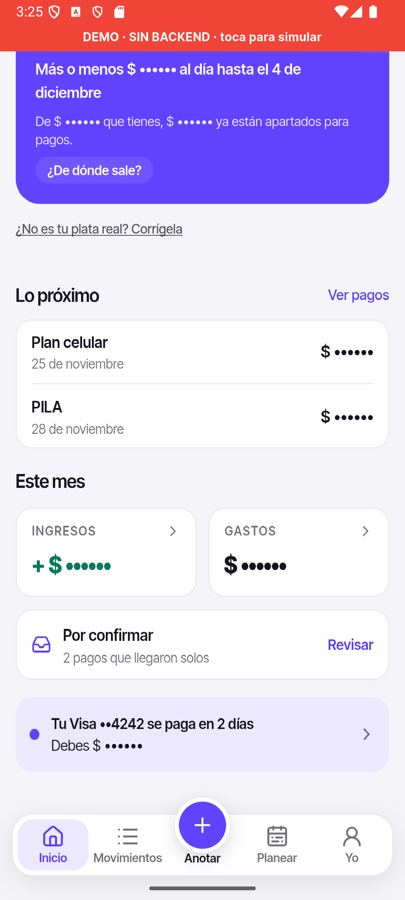 3:25
DEMO · SIN BACKEND · toca para simular
Más o menos $ •••••• al día hasta el 4 de
diciembre
De $ •••••• que tienes, $ •••••• ya están apartados para
pagos.
¿De dónde sale?
¿No es tu plata real? Corrígela
Lo próximo
Ver pagos
Plan celular
25 de noviembre
$ ••••••
PILA
28 de noviembre
$ ••••••
Este mes
INGRESOS
+ $ ••••••
GASTOS
$ ••••••
Por confirmar
2 pagos que llegaron solos
Revisar
Tu Visa ••4242 se paga en 2 días
Debes $ ••••••
Inicio
Movimientos
Anotar
Planear
Yo